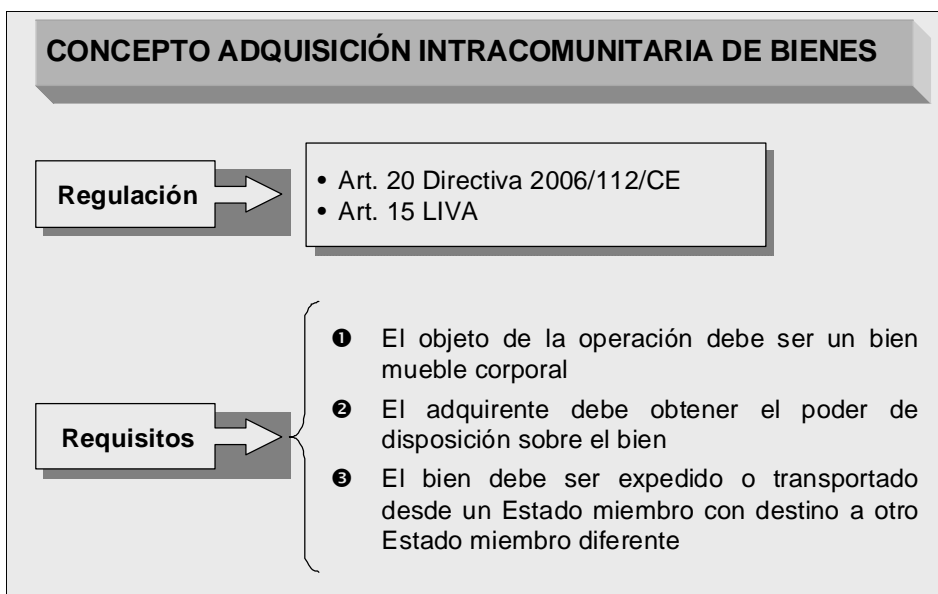 CONCEPTO ADQUISICIÓN INTRACOMUNITARIA DE BIENES
Regulación
• Art. 20 Directiva 2006/112/CE
• Art. 15 LIVA
Requisitos
❶ El objeto de la operación debe ser un bien
mueble corporal
❷ El adquirente debe obtener el poder de
disposición sobre el bien
❸ El bien debe ser expedido o transportado
desde un Estado miembro con destino a otro
Estado miembro diferente